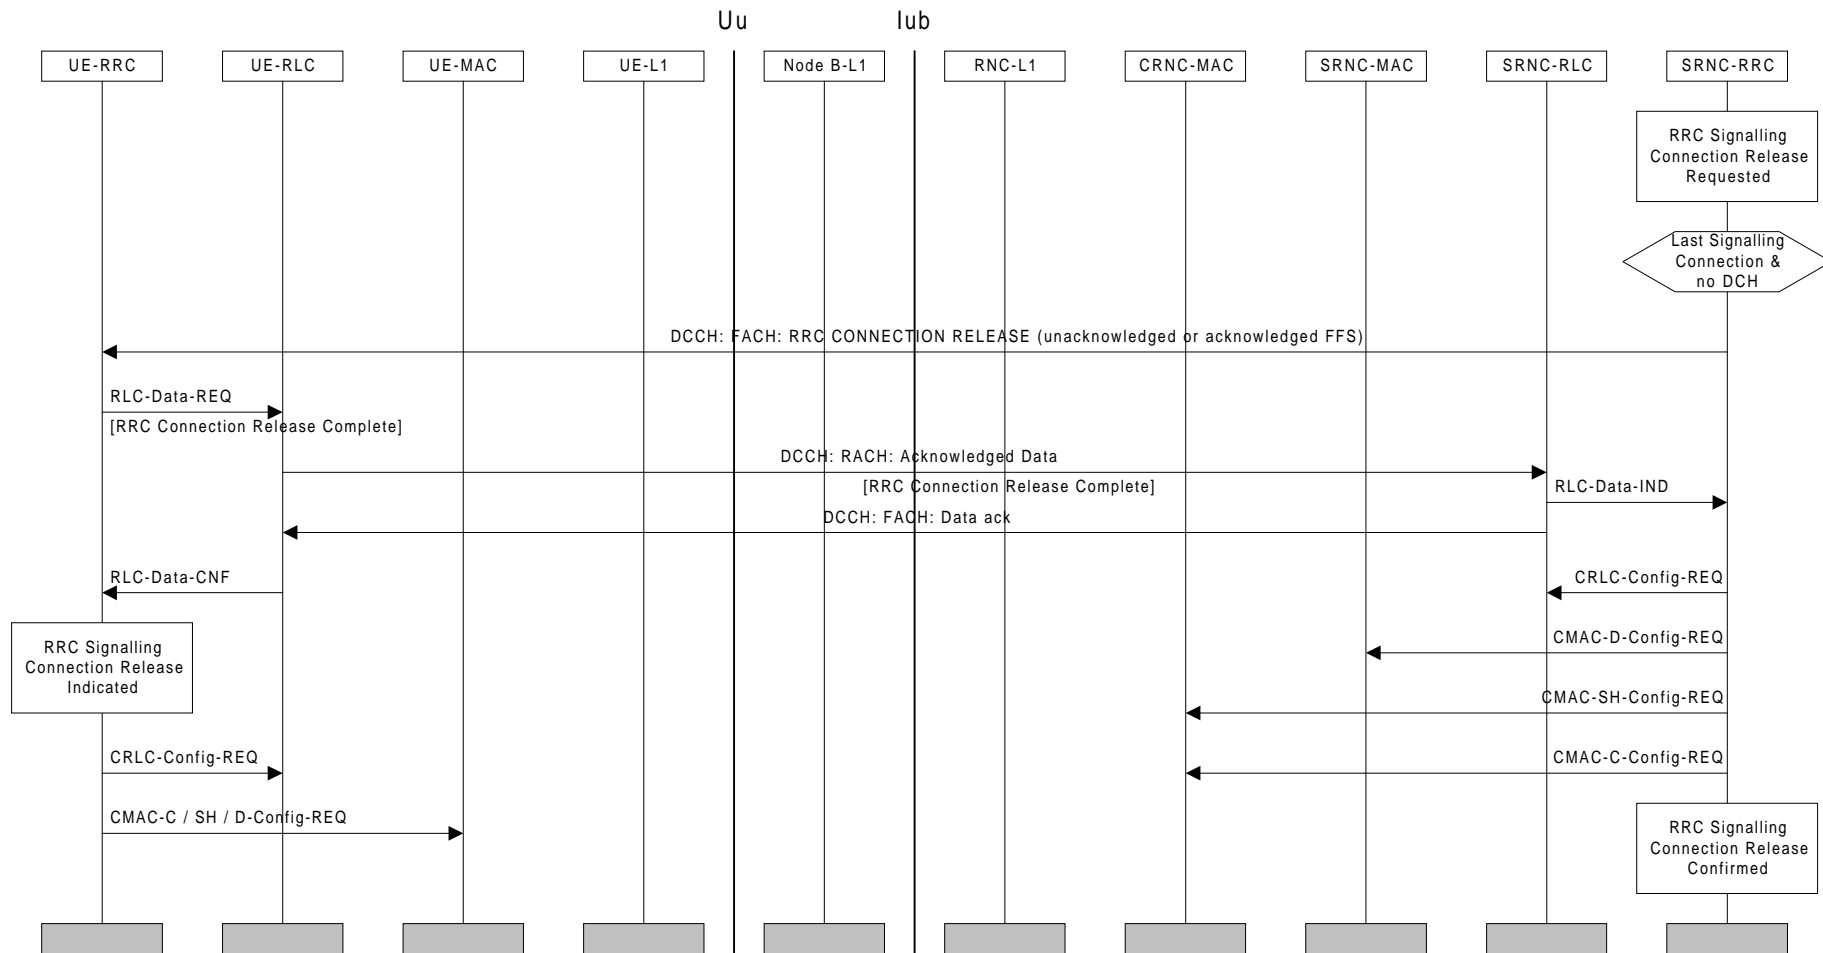 Uu
Iub
UE-RRC
UE-RLC
UE-MAC
UE-L1
Node B-L1
RNC-L1
CRNC-MAC
SRNC-MAC
SRNC-RLC
SRNC-RRC
RRC Signalling
Connection Release
Requested
Last Signalling
Connection &
no DCH
DCCH: FACH: RRC CONNECTION RELEASE (unacknowledged or acknowledged FFS)
RLC-Data-REQ
[RRC Connection Release Complete]
DCCH: RACH: Acknowledged Data
[RRC Connection Release Complete]
RLC-Data-IND
DCCH: FACH: Data ack
RLC-Data-CNF
CRLC-Config-REQ
RRC Signalling
Connection Release
Indicated
CMAC-D-Config-REQ
CMAC-SH-Config-REQ
CRLC-Config-REQ
CMAC-C-Config-REQ
CMAC-C / SH / D-Config-REQ
RRC Signalling
Connection Release
Confirmed